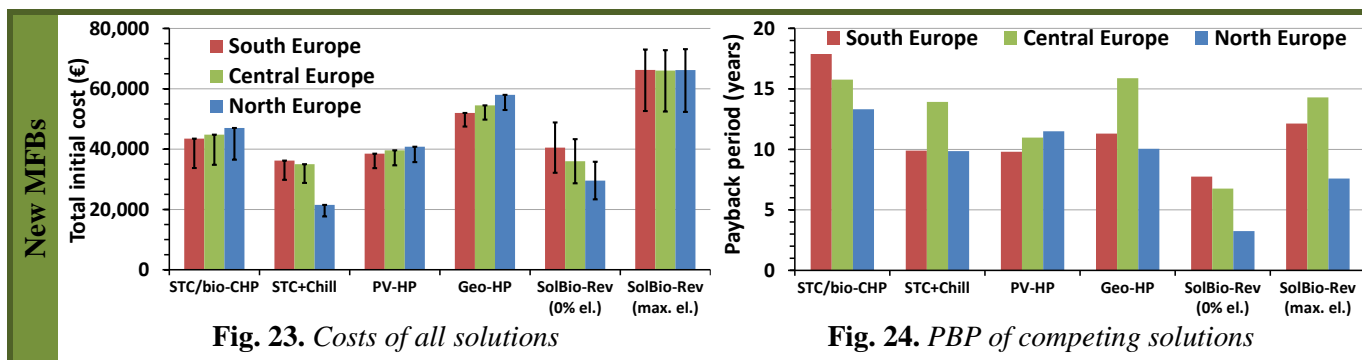 New MFBs
Total initial cost (€)
80,000
60,000
40,000
20,000
0
South Europe
Central Europe
North Europe
STC/bio-CHP
STC+Chill
PV-HP
Geo-HP
SolBio-Rev
(0% el.)
SolBio-Rev
(max. el.)
Fig. 23. Costs of all solutions
Payback period (years)
20
15
10
5
0
South Europe Central Europe North Europe
STC/bio-CHP
STC+Chill
PV-HP
Geo-HP
SolBio-Rev
(0% el.)
SolBio-Rev
(max. el.)
Fig. 24. PBP of competing solutions